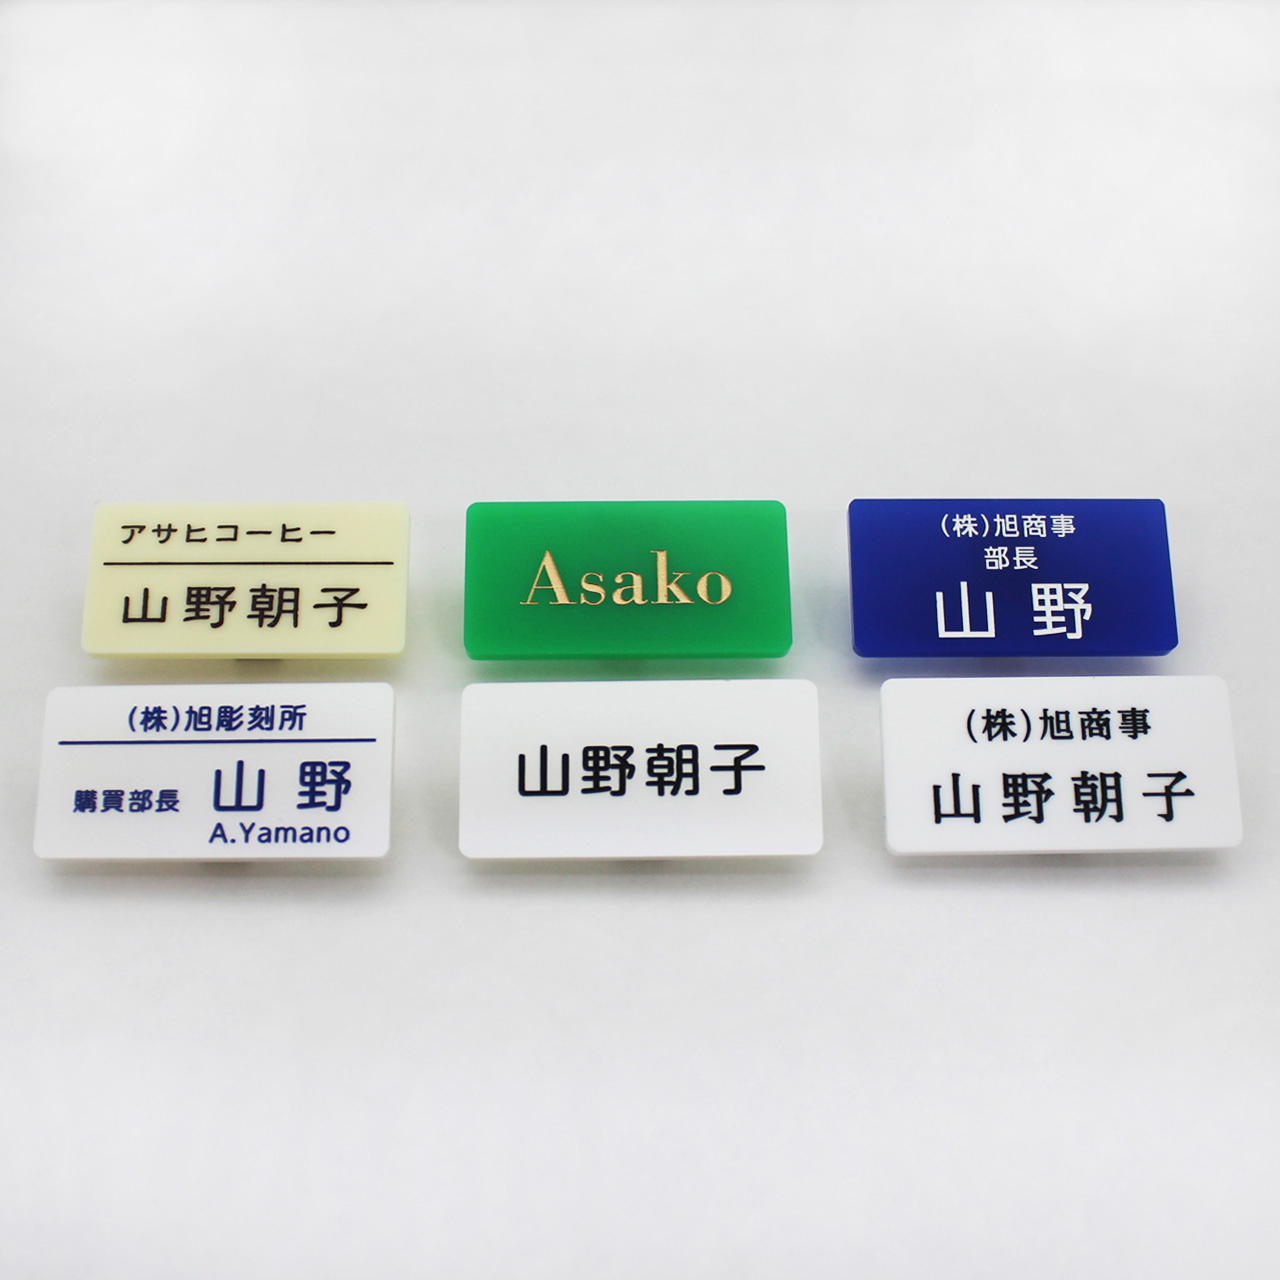 アサヒコーヒー
山野朝子
Asako
(株)旭商事
部長
山 野
(株)旭彫刻所
購買部長 山 野
A.Yamano
山野朝子
(株)旭商事
山野朝子